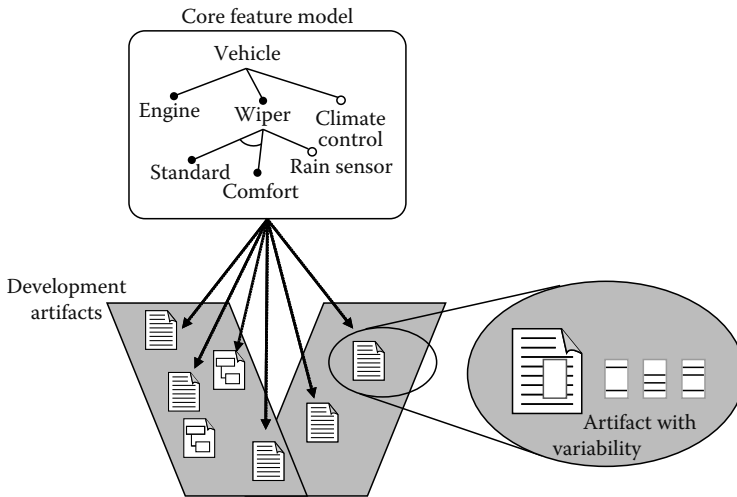 Core feature model
Vehicle
Engine
Wiper
Climate
control
Standard
Rain sensor
Comfort
Development
artifacts
Artifact with
variability